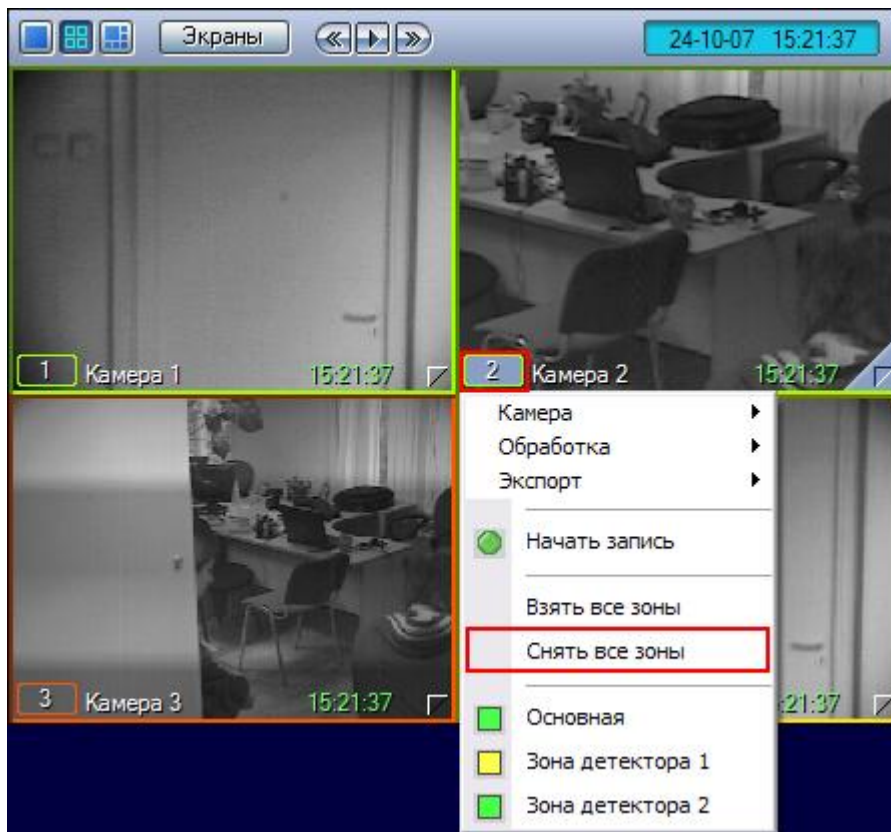 Экраны
24-10-07 15:21:37
1 Камера 1 15:21:37
2 Камера 2 15:21:37
Камера
Обработка
Экспорт
Начать запись
Взять все зоны
Снять все зоны
3 Камера 3 15:21:37
:21:37
Основная
Зона детектора 1
Зона детектора 2